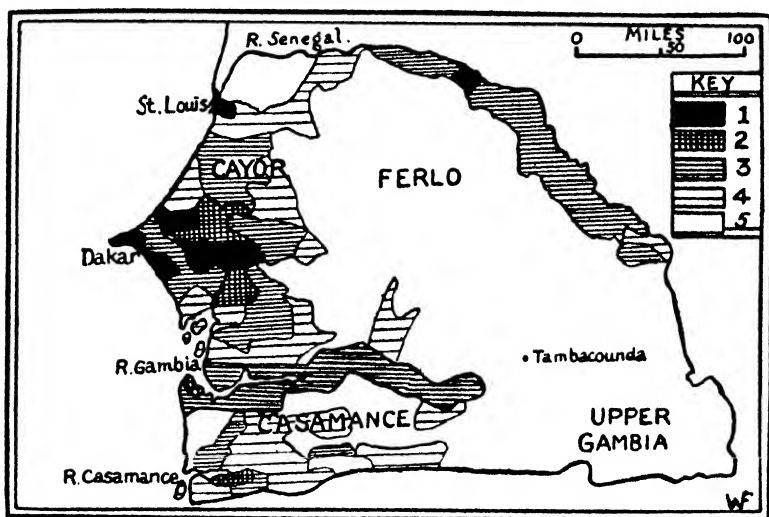 R. Senegal.
MILES
0 50 100
St. Louis
KEY
1
2
3
4
5
CAYOR
FERLO
Dakar
R. Gambia
Tambacounda
CASAMANCE
UPPER
GAMBIA
R. Casamance
WF